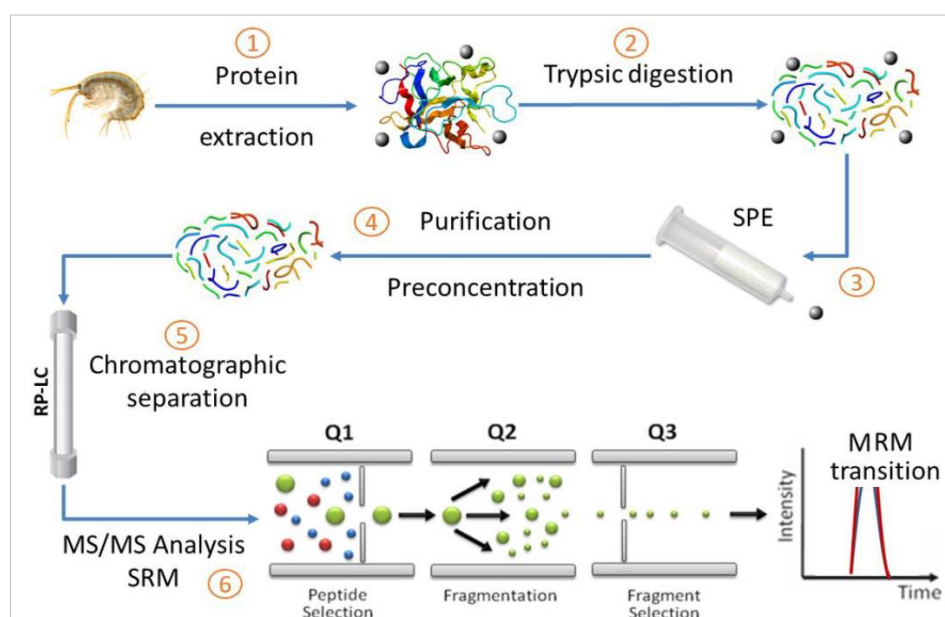 1
Protein
extraction
2
Trypsic digestion
SPE
3
4
Purification
Preconcentration
5
Chromatographic
separation
RP-LC
MS/MS Analysis
SRM
6
Q1
Q2
Q3
Peptide
Selection
Fragmentation
Fragment
Selection
MRM
transition
Intensity
Time